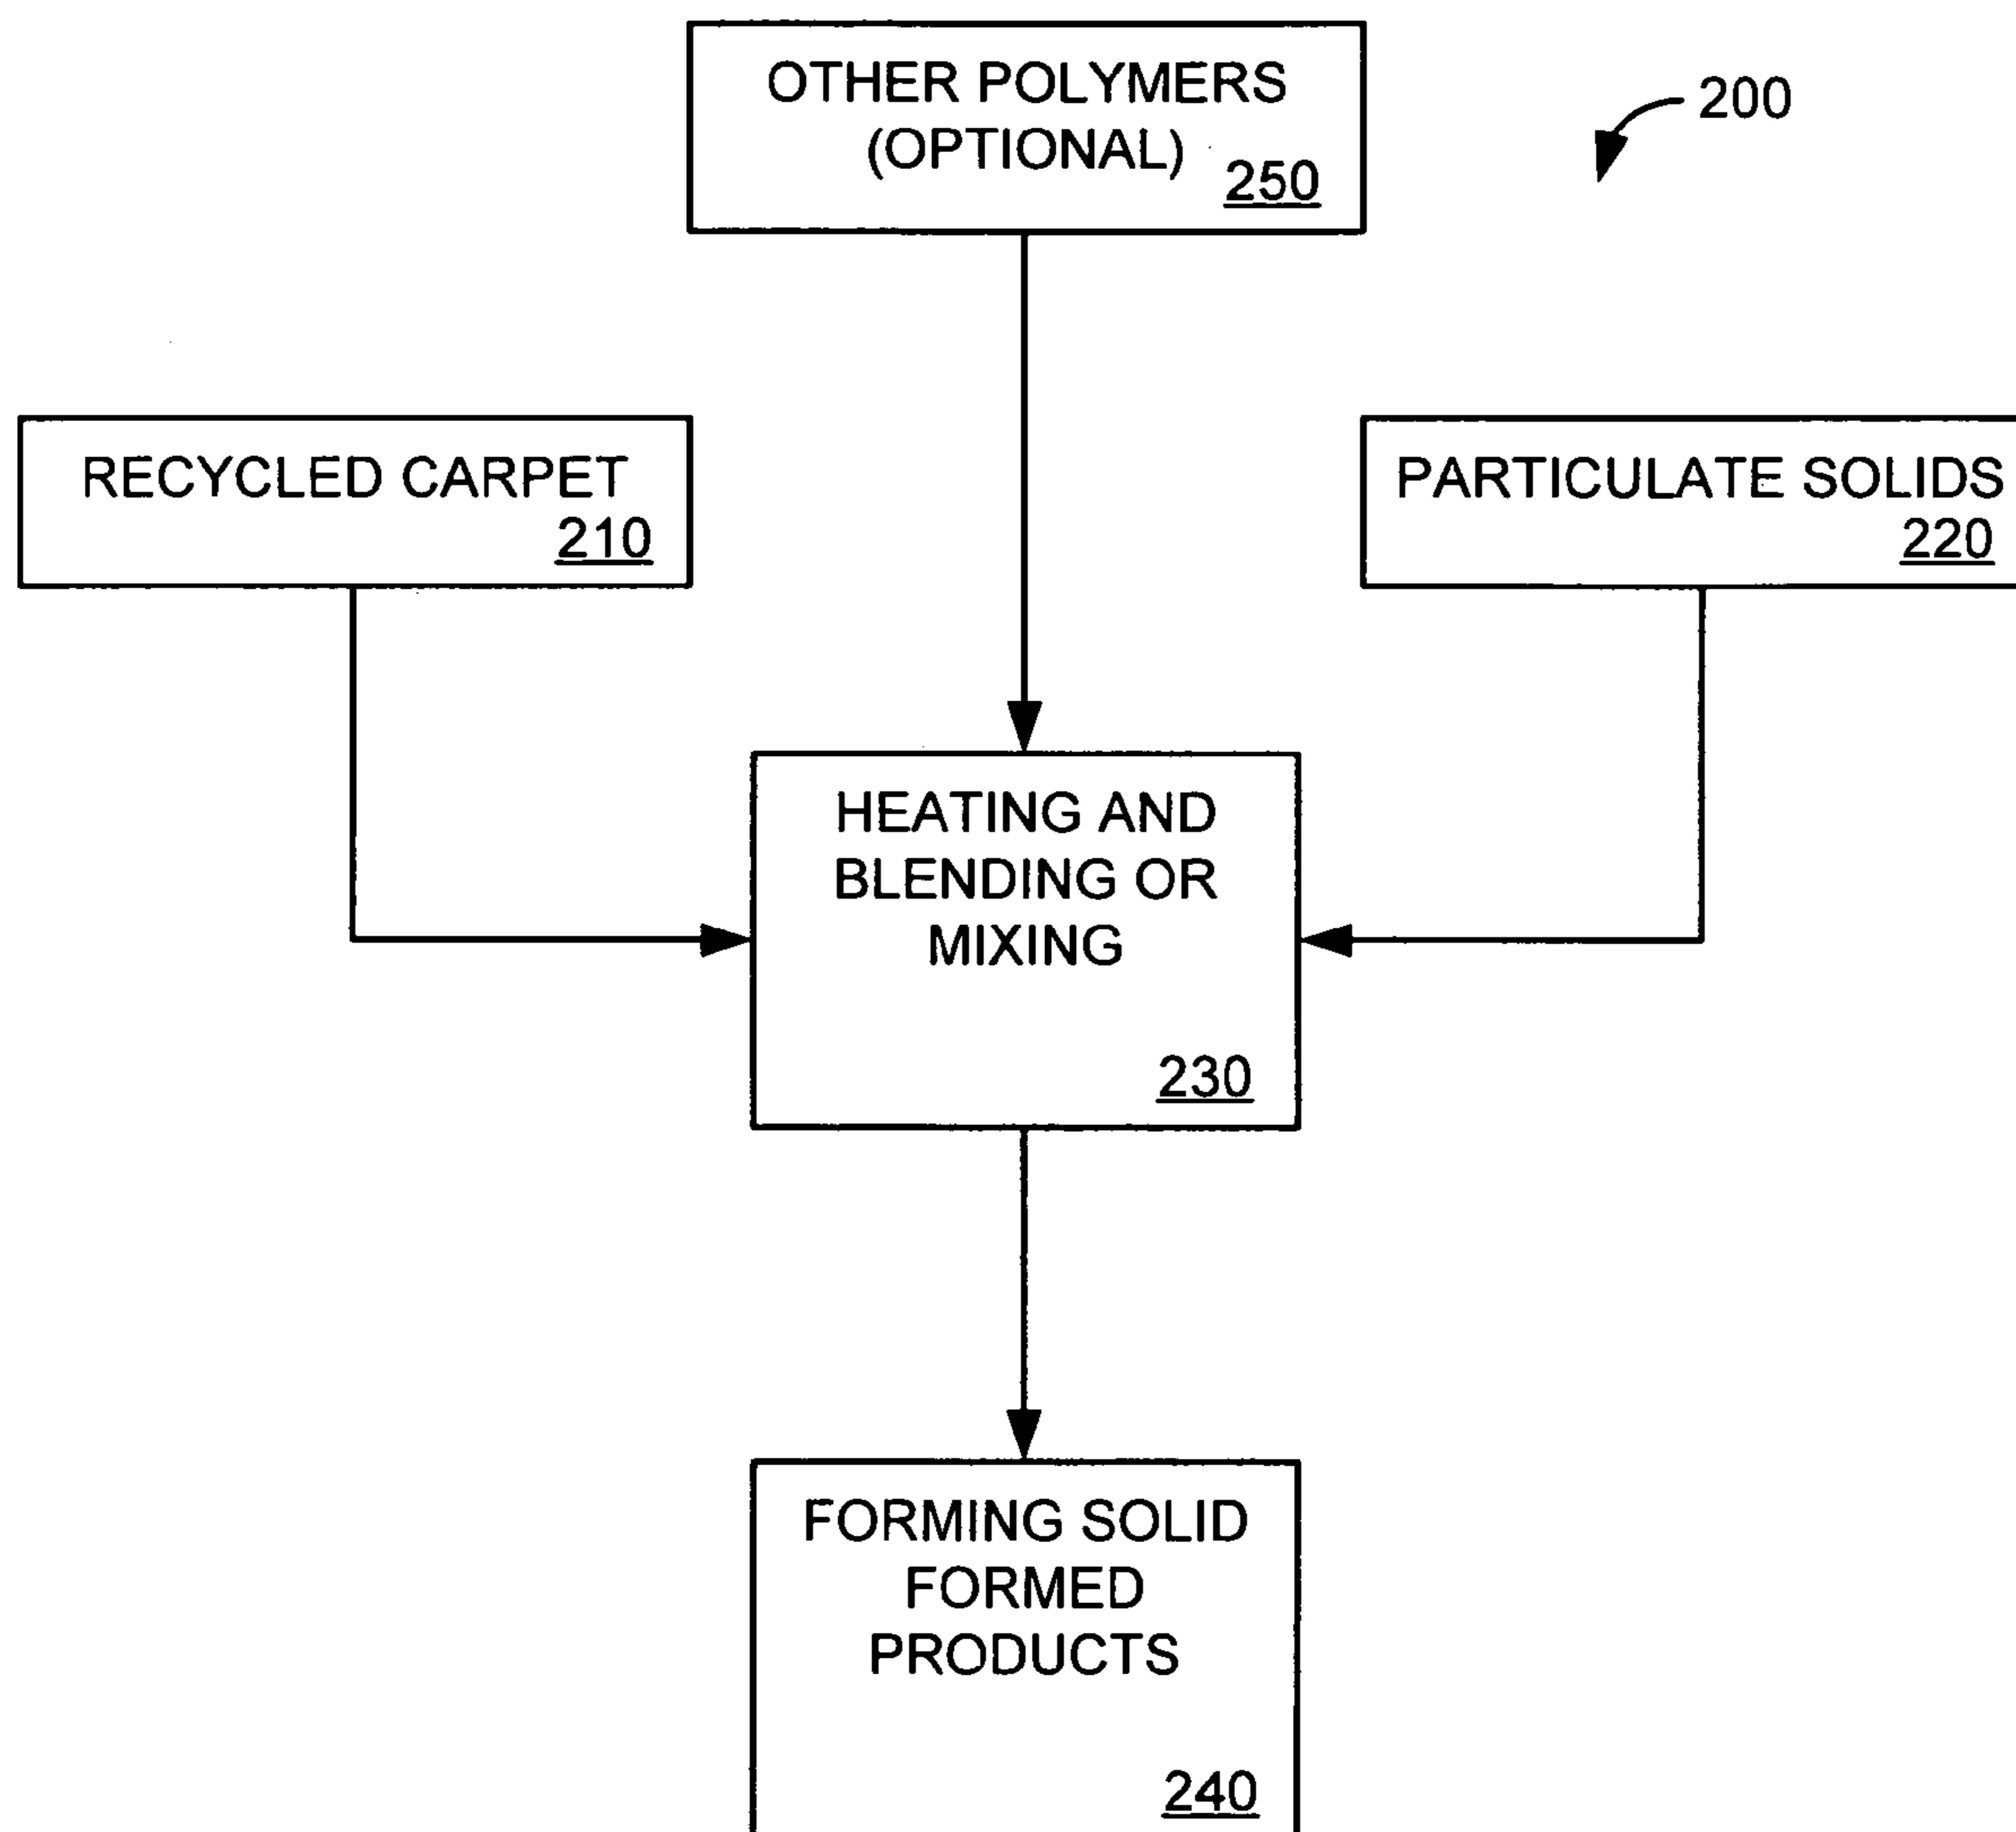 OTHER POLYMERS
(OPTIONAL)
250
200
RECYCLED CARPET
210
PARTICULATE SOLIDS
220
HEATING AND
BLENDING OR
MIXING
230
FORMING SOLID
FORMED
PRODUCTS
240